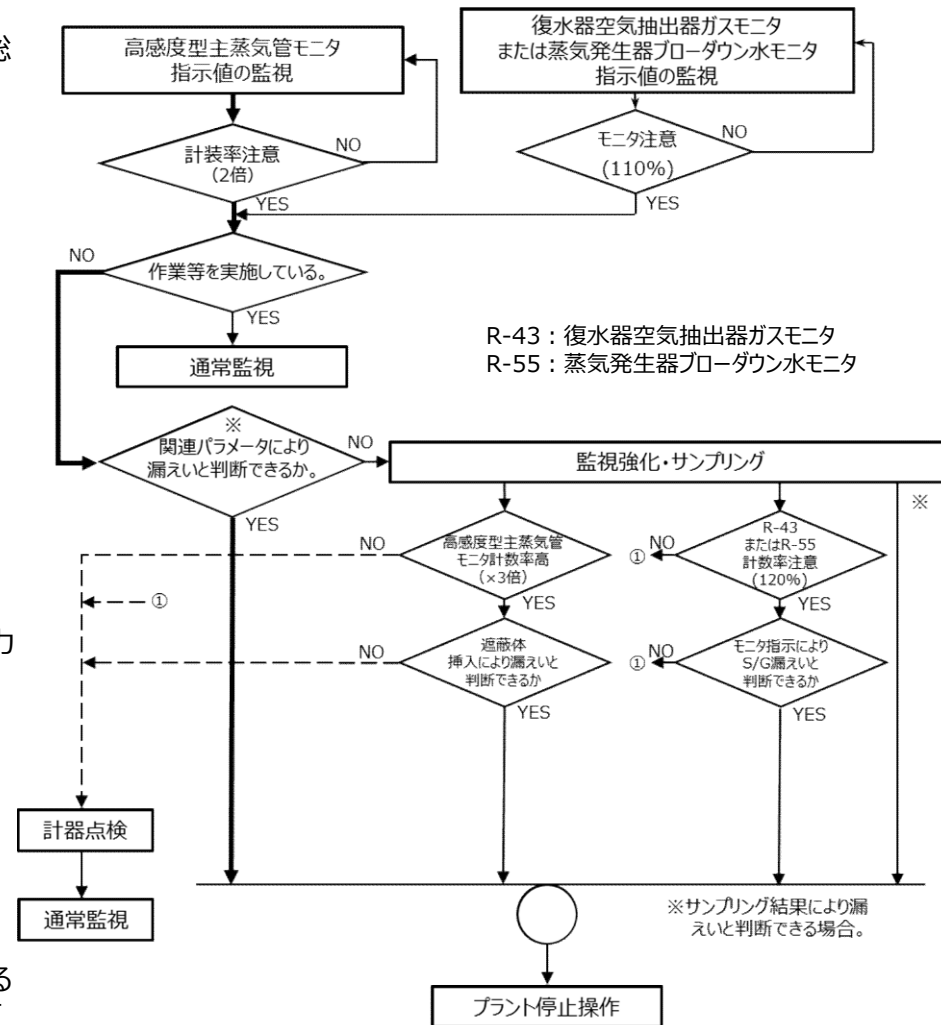 総
高感度型主蒸気管モニタ
指示値の監視
復水器空気抽出器ガスモニタ
または蒸気発生器ブローダウン水モニタ
指示値の監視
計装率注意
(2倍)
NO
YES
モニタ注意
(110%)
NO
YES
NO
作業等を実施している。
YES
通常監視
R-43：復水器空気抽出器ガスモニタ
R-55：蒸気発生器ブローダウン水モニタ
※
関連パラメータにより
漏えいと判断できるか。
NO
YES
監視強化・サンプリング
※
NO
高感度型主蒸気管
モニタ計数率高
(×3倍)
YES
① NO
R-43
またはR-55
計数率注意
(120%)
YES
①
力
NO
遮蔽体
挿入により漏えいと
判断できるか
YES
① NO
モニタ指示により
S/G漏えいと
判断できるか
YES
計器点検
通常監視
※サンプリング結果により漏
えいと判断できる場合。
る
プラント停止操作